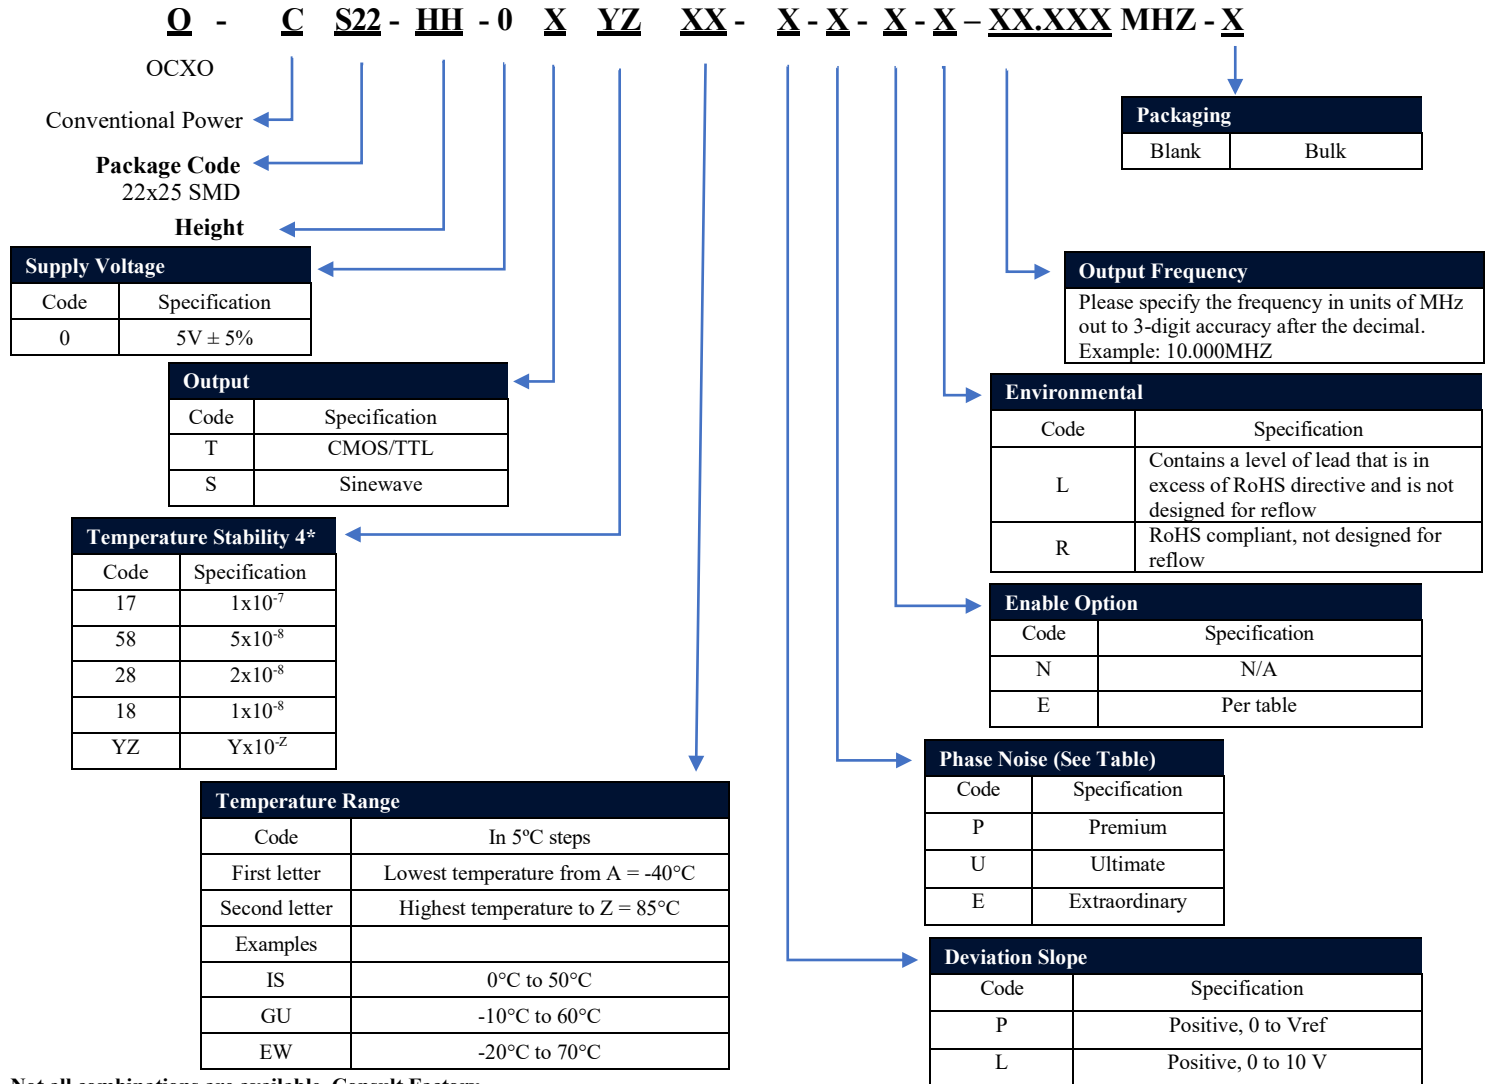 O - C S22 - HH - 0 X YZ XX - X - X - X - X – XX.XXX MHZ - X
OCXO
Conventional Power
Package Code
22x25 SMD
Height
Supply Voltage
Code Specification
0 5V ± 5%
Output
Code Specification
T CMOS/TTL
S Sinewave
Temperature Stability 4*
Code Specification
17 1x10⁻⁷
58 5x10⁻⁸
28 2x10⁻⁸
18 1x10⁻⁸
YZ Yx10⁻ᶻ
Temperature Range
Code In 5ºC steps
First letter Lowest temperature from A = -40°C
Second letter Highest temperature to Z = 85°C
Examples
IS 0°C to 50°C
GU -10°C to 60°C
EW -20°C to 70°C
Packaging
Blank Bulk
Output Frequency
Please specify the frequency in units of MHz
out to 3-digit accuracy after the decimal.
Example: 10.000MHZ
Environmental
Code Specification
L Contains a level of lead that is in
excess of RoHS directive and is not
designed for reflow
R RoHS compliant, not designed for
reflow
Enable Option
Code Specification
N N/A
E Per table
Phase Noise (See Table)
Code Specification
P Premium
U Ultimate
E Extraordinary
Deviation Slope
Code Specification
P Positive, 0 to Vref
L Positive, 0 to 10 V
Not all combinations are available. Consult Factory